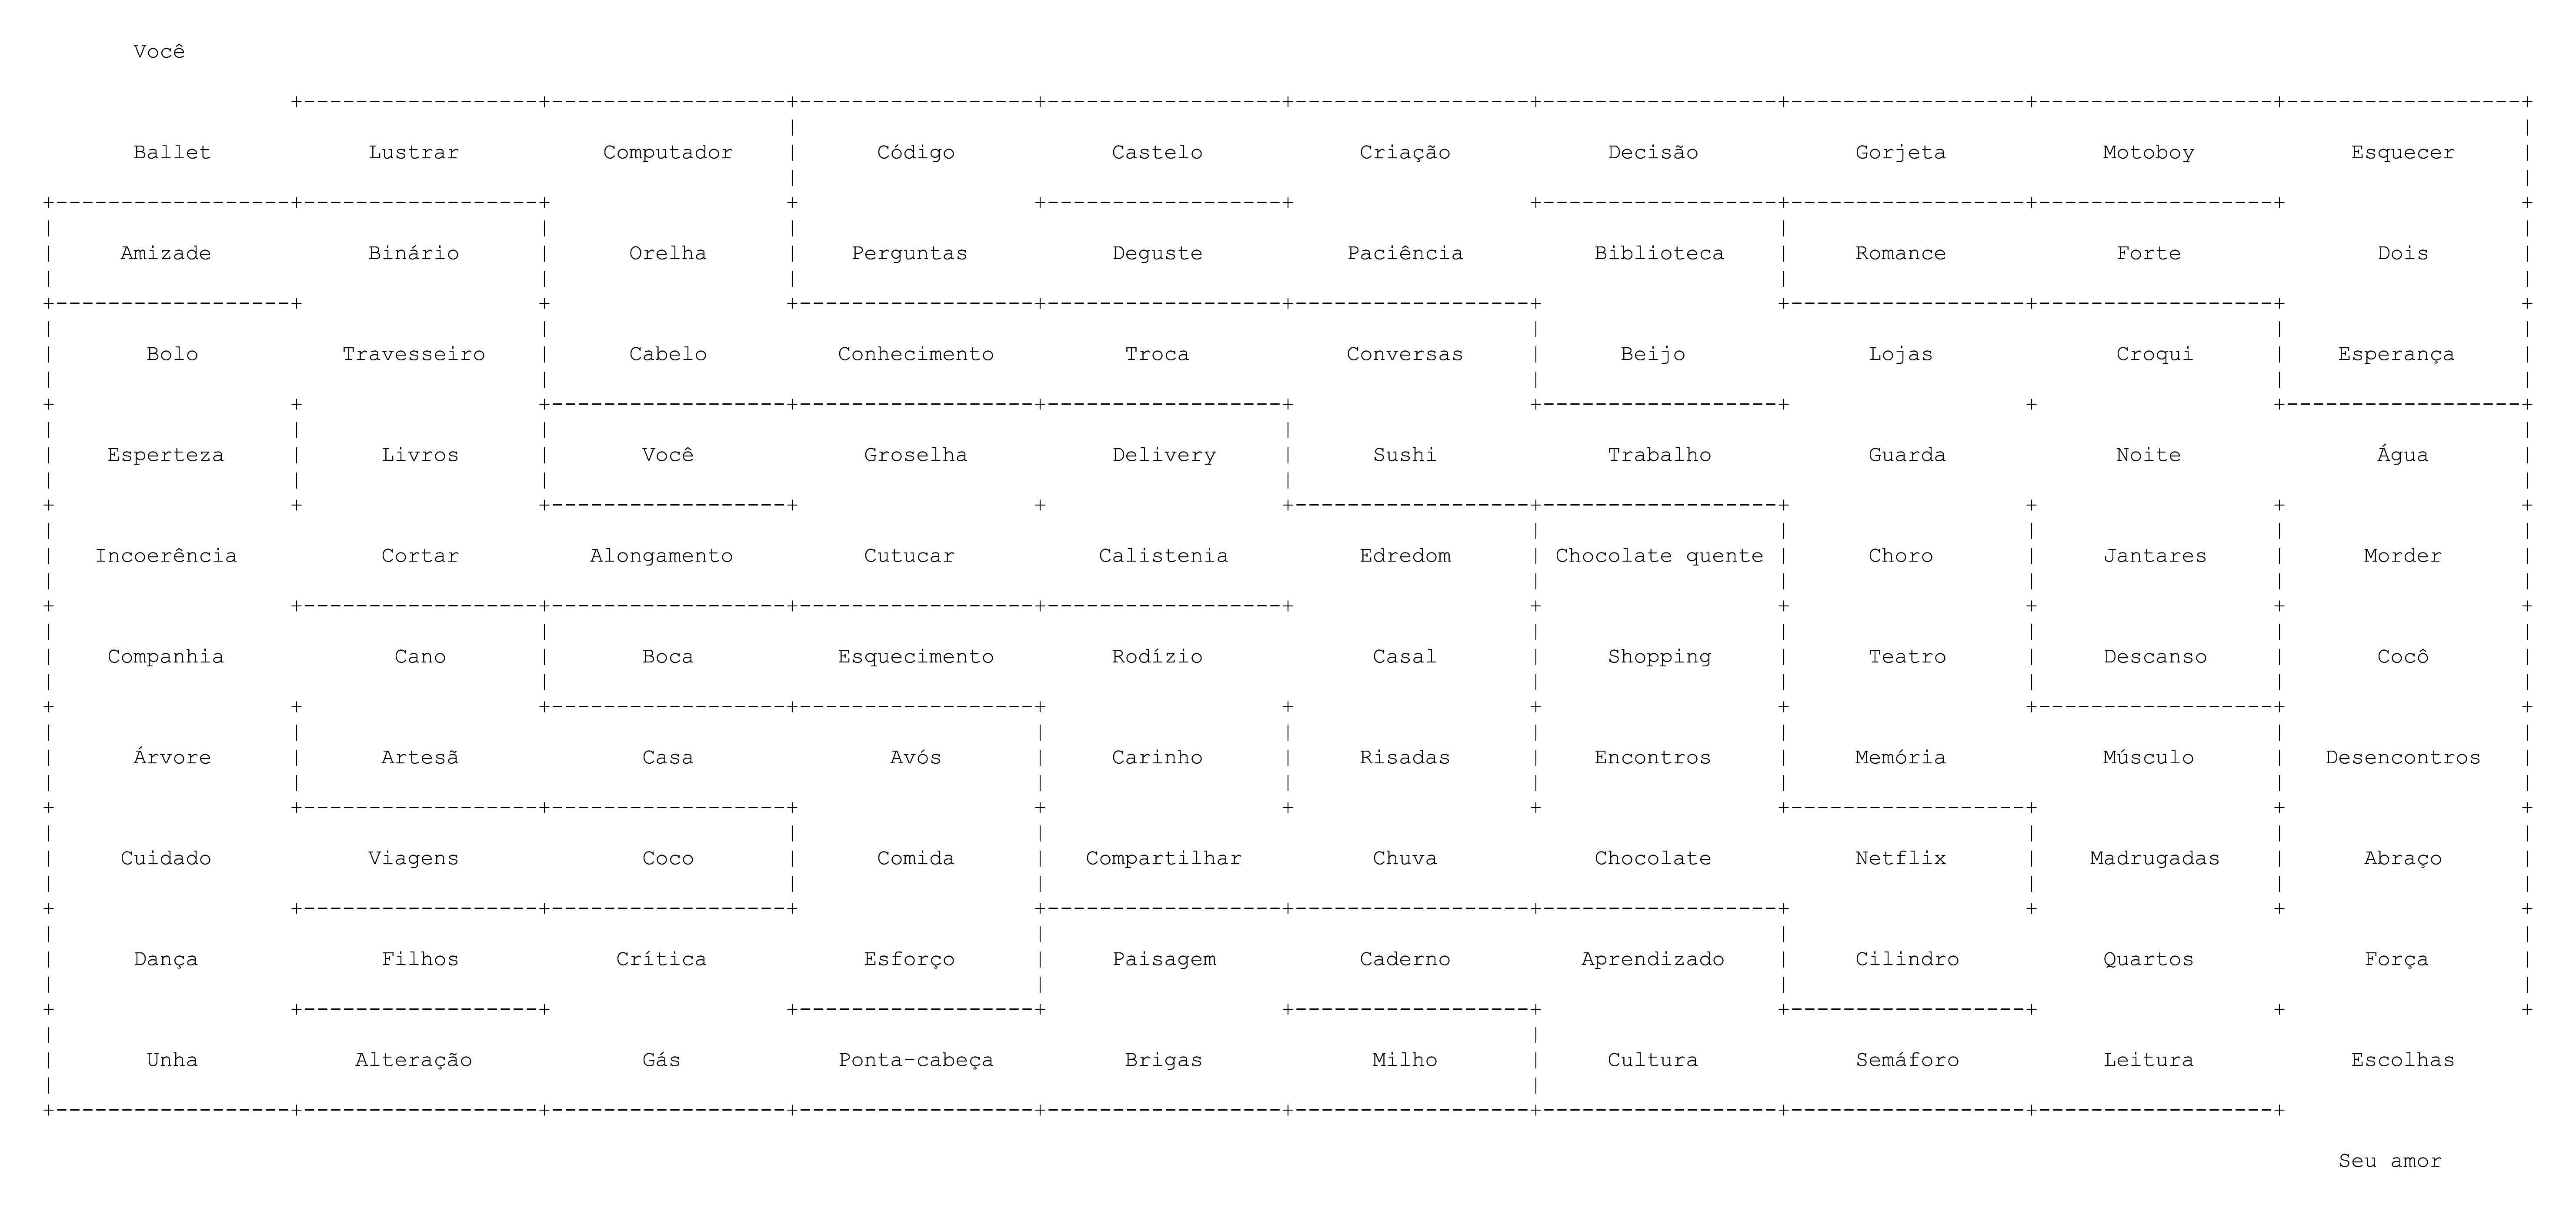 Você
Ballet Lustrar Computador Código Castelo Criação Decisão Gorjeta Motoboy Esquecer
Amizade Binário Orelha Perguntas Deguste Paciência Biblioteca Romance Forte Dois
Bolo Travesseiro Cabelo Conhecimento Troca Conversas Beijo Lojas Croqui Esperança
Esperteza Livros Você Groselha Delivery Sushi Trabalho Guarda Noite Água
Incoerência Cortar Alongamento Cutucar Calistenia Edredom Chocolate quente Choro Jantares Morder
Companhia Cano Boca Esquecimento Rodízio Casal Shopping Teatro Descanso Cocô
Árvore Artesã Casa Avós Carinho Risadas Encontros Memória Músculo Desencontros
Cuidado Viagens Coco Comida Compartilhar Chuva Chocolate Netflix Madrugadas Abraço
Dança Filhos Crítica Esforço Paisagem Caderno Aprendizado Cilindro Quartos Força
Unha Alteração Gás Ponta-cabeça Brigas Milho Cultura Semáforo Leitura Escolhas
Seu amor